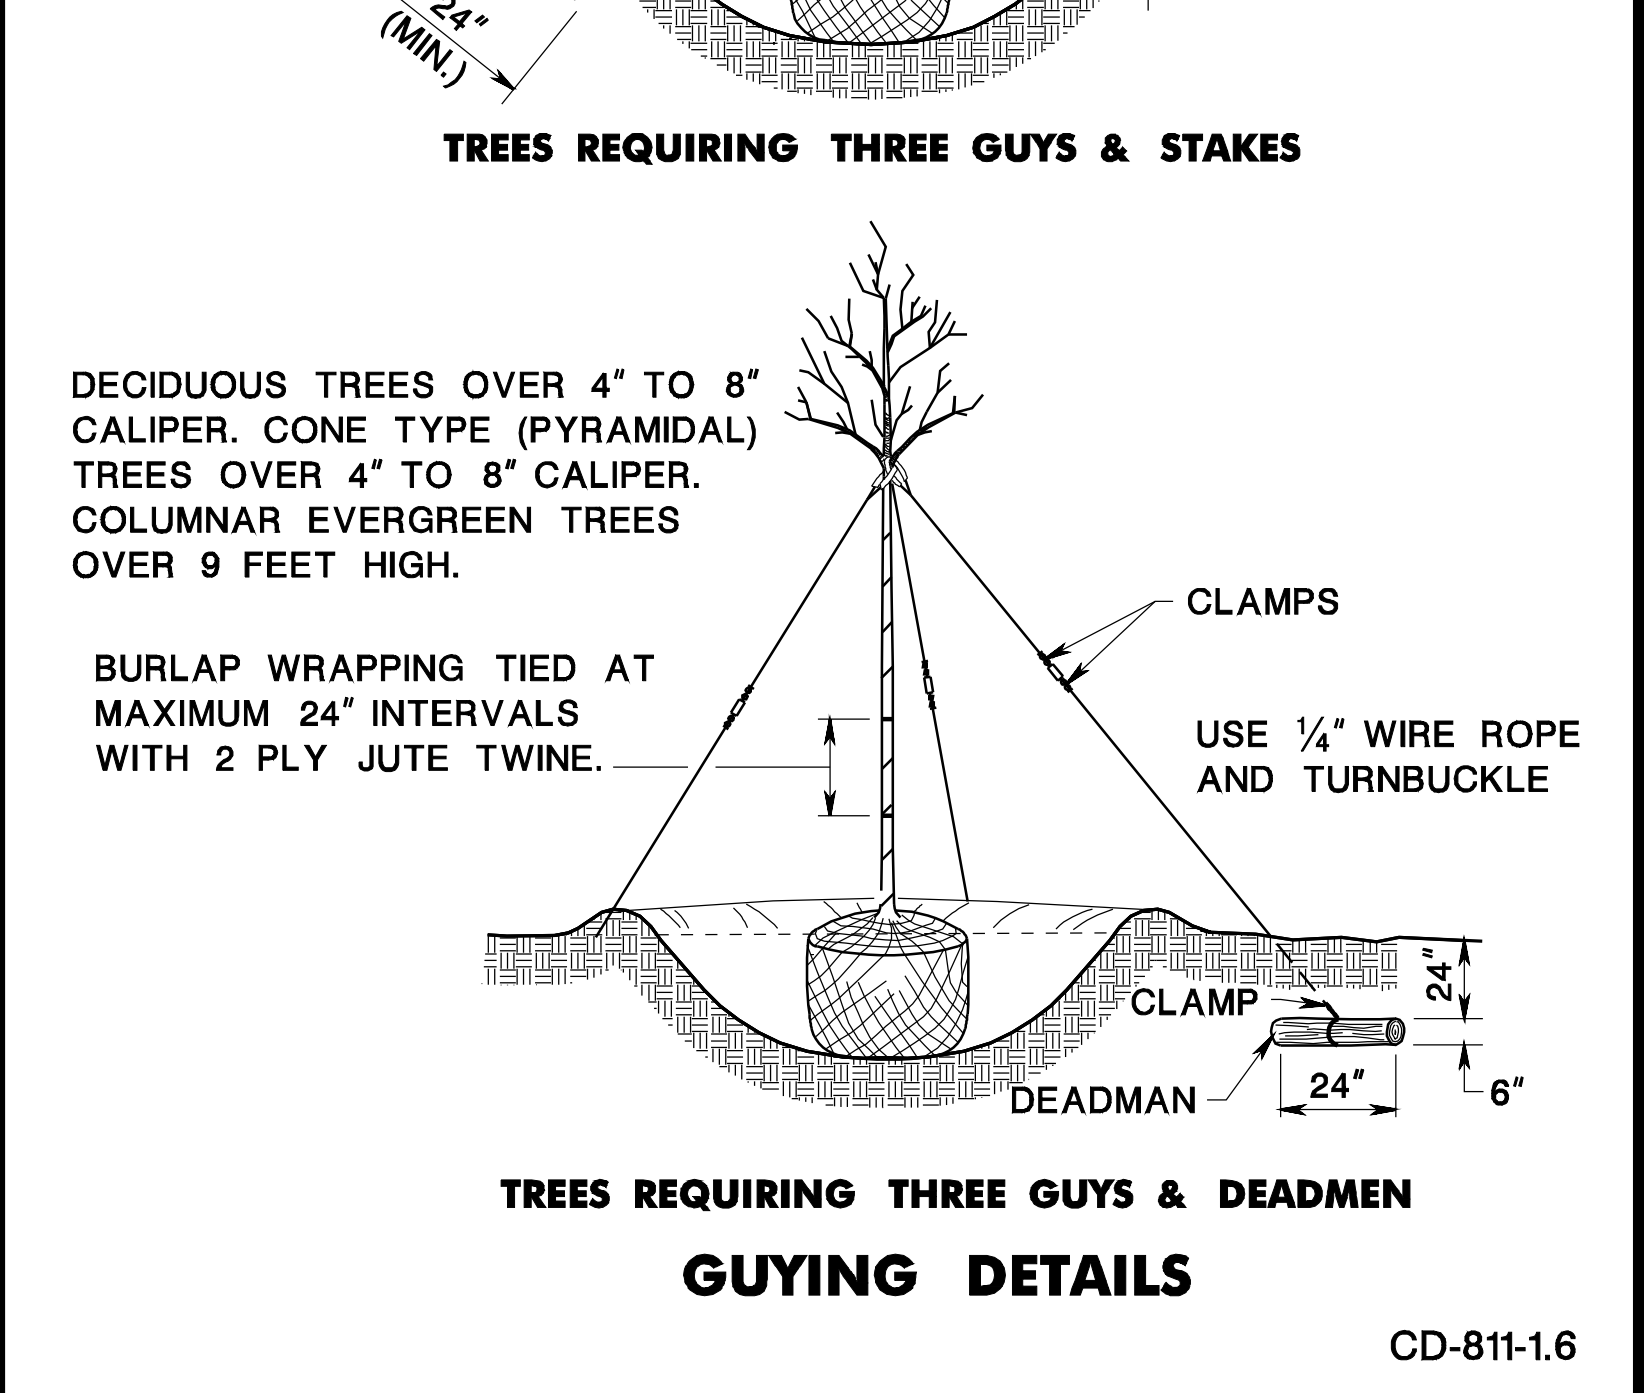 24"
(MIN.)
TREES REQUIRING THREE GUYS & STAKES
DECIDUOUS TREES OVER 4" TO 8"
CALIPER. CONE TYPE (PYRAMIDAL)
TREES OVER 4" TO 8" CALIPER.
COLUMNAR EVERGREEN TREES
OVER 9 FEET HIGH.
CLAMPS
BURLAP WRAPPING TIED AT
MAXIMUM 24" INTERVALS
WITH 2 PLY JUTE TWINE.
USE 1/4" WIRE ROPE
AND TURNBUCKLE
24"
CLAMP
24"
6"
DEADMAN
TREES REQUIRING THREE GUYS & DEADMEN
GUYING DETAILS
CD-811-1.6